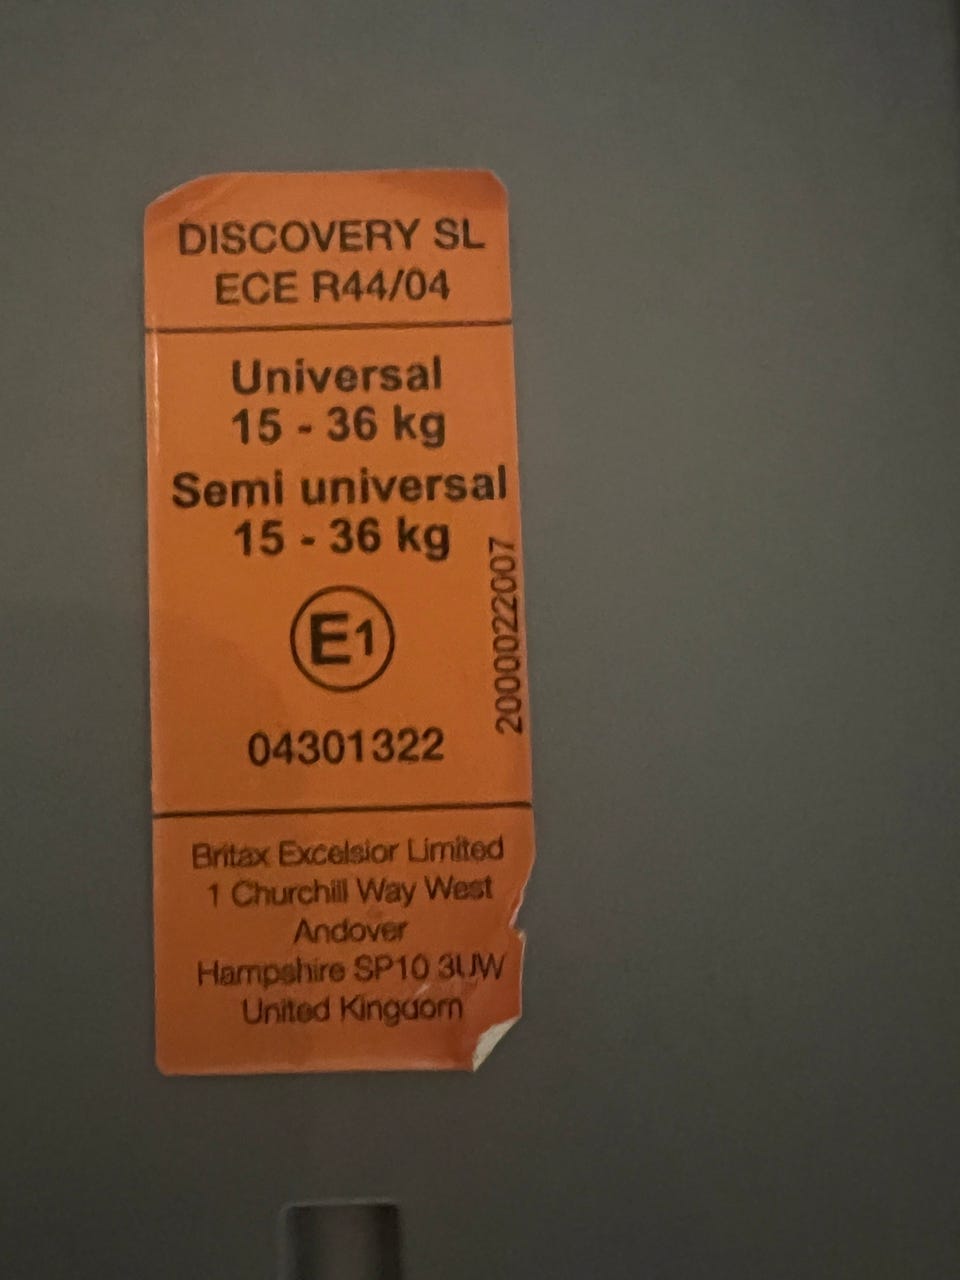 DISCOVERY SL
ECE R44/04
Universal
15 - 36 kg
Semi universal
15 - 36 kg
E1
04301322
2000022007
Britax Excelsior Limited
1 Churchill Way West
Andover
Hampshire SP10 3UW
United Kingdom